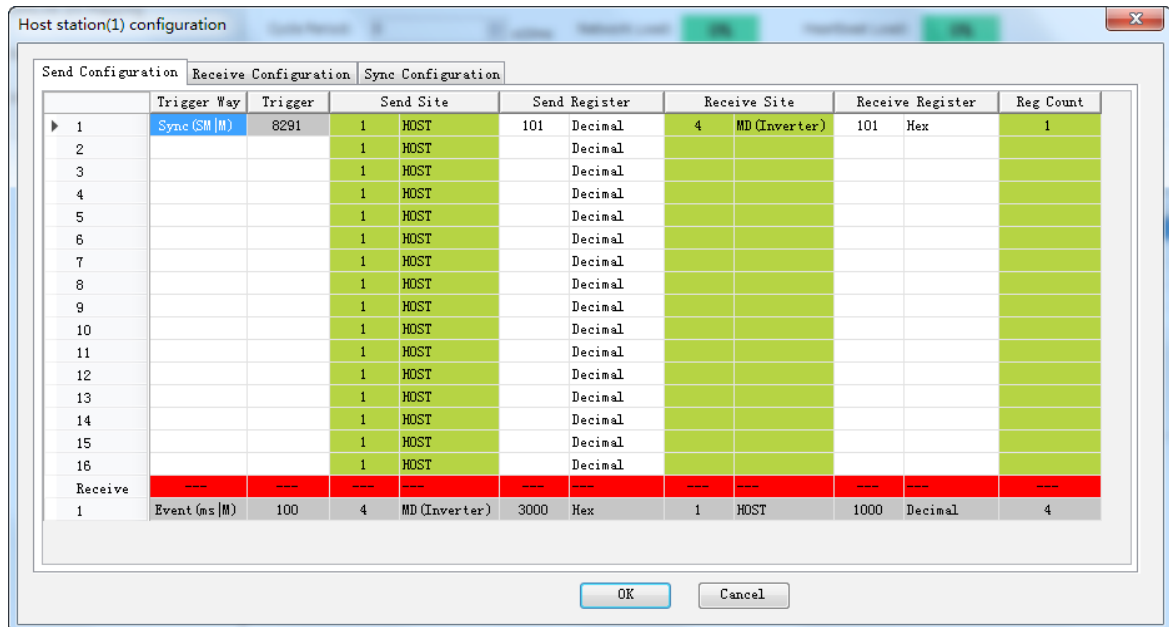 Host station(1) configuration
Send Configuration Receive Configuration Sync Configuration
Trigger Way Trigger Send Site Send Register Receive Site Receive Register Reg Count
1 Sync(SM|M) 8291 1 HOST 101 Decimal 4 MD(Inverter) 101 Hex 1
2 1 HOST Decimal
3 1 HOST Decimal
4 1 HOST Decimal
5 1 HOST Decimal
6 1 HOST Decimal
7 1 HOST Decimal
8 1 HOST Decimal
9 1 HOST Decimal
10 1 HOST Decimal
11 1 HOST Decimal
12 1 HOST Decimal
13 1 HOST Decimal
14 1 HOST Decimal
15 1 HOST Decimal
16 1 HOST Decimal
Receive --- --- --- --- --- --- --- --- --- --- ---
1 Event(ms|M) 100 4 MD(Inverter) 3000 Hex 1 HOST 1000 Decimal 4
OK Cancel